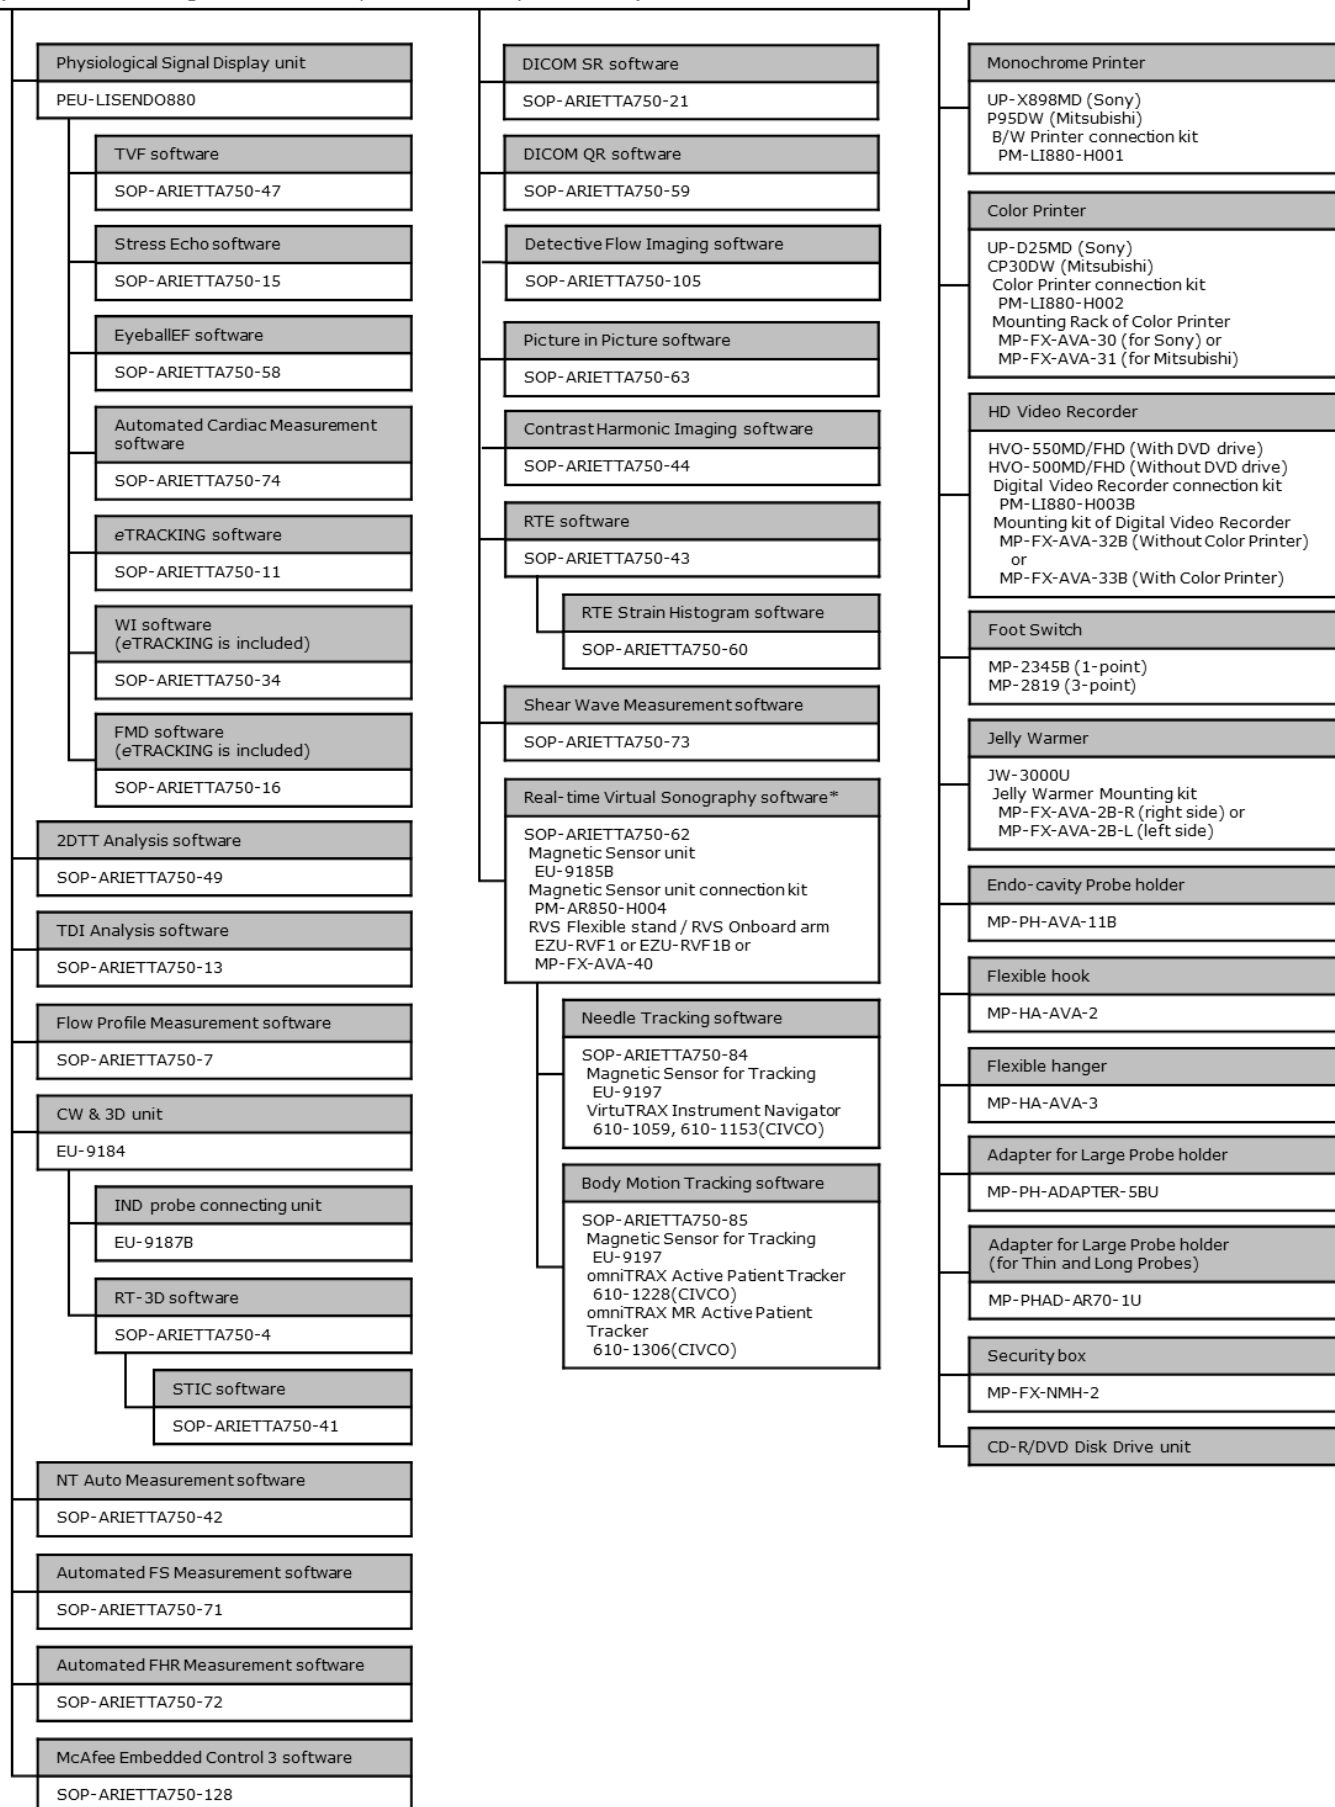 Physiological Signal Display unit
PEU-LISENDO880
TVF software
SOP-ARIETTA750-47
Stress Echo software
SOP-ARIETTA750-15
EyeballEF software
SOP-ARIETTA750-58
Automated Cardiac Measurement
software
SOP-ARIETTA750-74
eTRACKING software
SOP-ARIETTA750-11
WI software
(eTRACKING is included)
SOP-ARIETTA750-34
FMD software
(eTRACKING is included)
SOP-ARIETTA750-16
2DTT Analysis software
SOP-ARIETTA750-49
TDI Analysis software
SOP-ARIETTA750-13
Flow Profile Measurement software
SOP-ARIETTA750-7
CW & 3D unit
EU-9184
IND probe connecting unit
EU-9187B
RT-3D software
SOP-ARIETTA750-4
STIC software
SOP-ARIETTA750-41
NT Auto Measurement software
SOP-ARIETTA750-42
Automated FS Measurement software
SOP-ARIETTA750-71
Automated FHR Measurement software
SOP-ARIETTA750-72
McAfee Embedded Control 3 software
SOP-ARIETTA750-128
DICOM SR software
SOP-ARIETTA750-21
DICOM QR software
SOP-ARIETTA750-59
Detective Flow Imaging software
SOP-ARIETTA750-105
Picture in Picture software
SOP-ARIETTA750-63
Contrast Harmonic Imaging software
SOP-ARIETTA750-44
RTE software
SOP-ARIETTA750-43
RTE Strain Histogram software
SOP-ARIETTA750-60
Shear Wave Measurement software
SOP-ARIETTA750-73
Real-time Virtual Sonography software*
SOP-ARIETTA750-62
Magnetic Sensor unit
EU-9185B
Magnetic Sensor unit connection kit
PM-AR850-H004
RVS Flexible stand / RVS Onboard arm
EZU-RVF1 or EZU-RVF1B or
MP-FX-AVA-40
Needle Tracking software
SOP-ARIETTA750-84
Magnetic Sensor for Tracking
EU-9197
VirtuTRAX Instrument Navigator
610-1059, 610-1153(CIVCO)
Body Motion Tracking software
SOP-ARIETTA750-85
Magnetic Sensor for Tracking
EU-9197
omniTRAX Active Patient Tracker
610-1228(CIVCO)
omniTRAX MR Active Patient
Tracker
610-1306(CIVCO)
Monochrome Printer
UP-X898MD (Sony)
P95DW (Mitsubishi)
B/W Printer connection kit
PM-LI880-H001
Color Printer
UP-D25MD (Sony)
CP30DW (Mitsubishi)
Color Printer connection kit
PM-LI880-H002
Mounting Rack of Color Printer
MP-FX-AVA-30 (for Sony) or
MP-FX-AVA-31 (for Mitsubishi)
HD Video Recorder
HVO-550MD/FHD (With DVD drive)
HVO-500MD/FHD (Without DVD drive)
Digital Video Recorder connection kit
PM-LI880-H003B
Mounting kit of Digital Video Recorder
MP-FX-AVA-32B (Without Color Printer)
or
MP-FX-AVA-33B (With Color Printer)
Foot Switch
MP-2345B (1-point)
MP-2819 (3-point)
Jelly Warmer
JW-3000U
Jelly Warmer Mounting kit
MP-FX-AVA-2B-R (right side) or
MP-FX-AVA-2B-L (left side)
Endo-cavity Probe holder
MP-PH-AVA-11B
Flexible hook
MP-HA-AVA-2
Flexible hanger
MP-HA-AVA-3
Adapter for Large Probe holder
MP-PH-ADAPTER-5BU
Adapter for Large Probe holder
(for Thin and Long Probes)
MP-PHAD-AR70-1U
Security box
MP-FX-NMH-2
CD-R/DVD Disk Drive unit